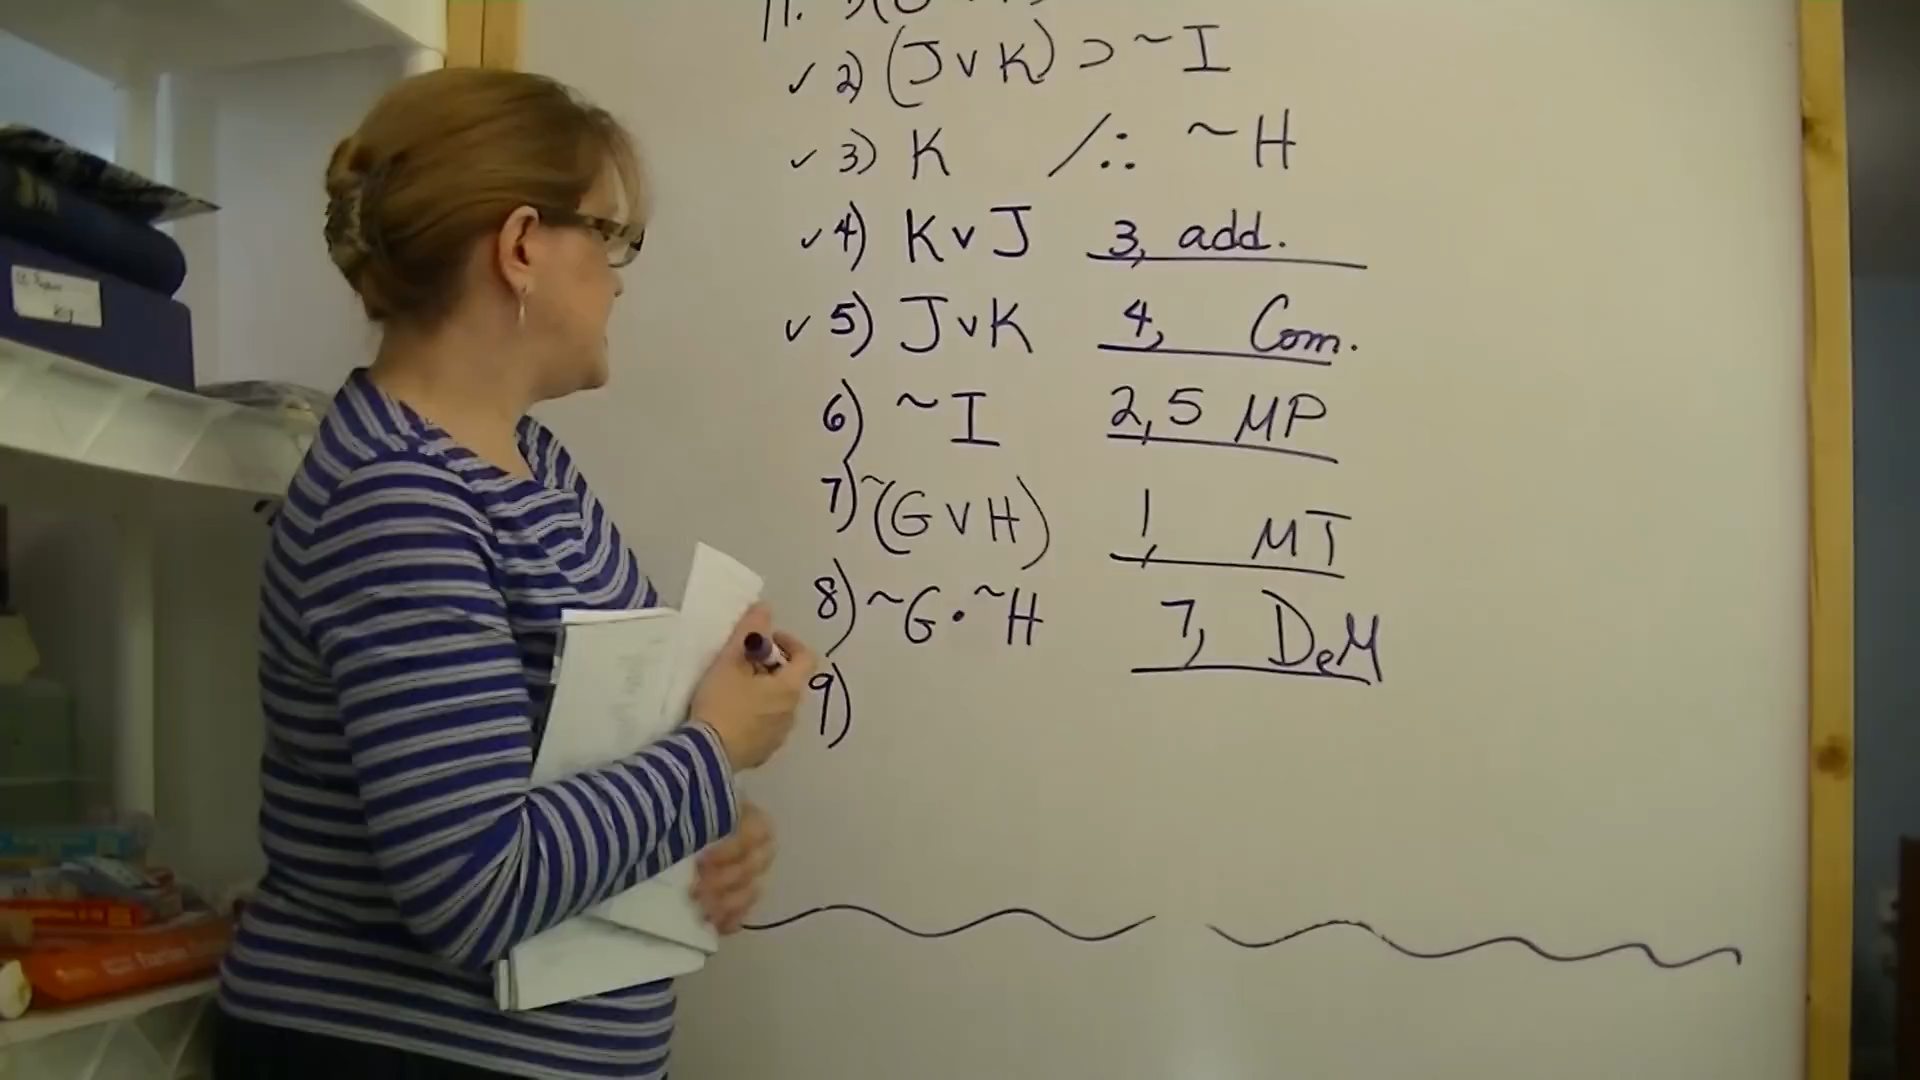 ✓ 2) (J v K) ⊃ ~ I
✓ 3) K /∴ ~ H
✓ 4) K v J 3, add.
✓ 5) J v K 4, Com.
6) ~ I 2, 5 MP
7) ~(G v H) 1, MT
8) ~G • ~H 7, DeM
9)